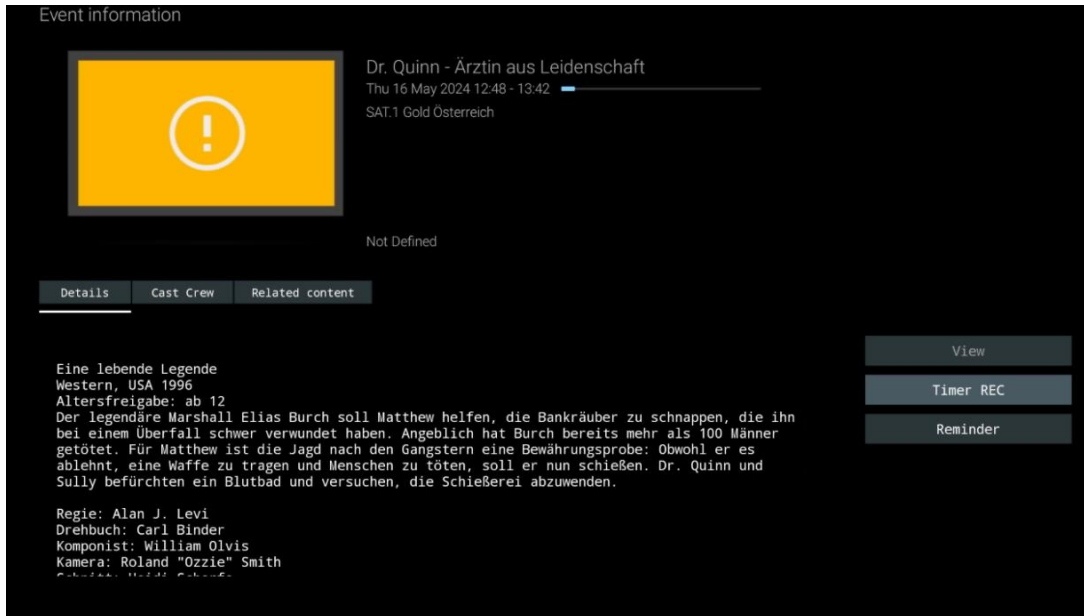 Event information
Dr. Quinn - Ärztin aus Leidenschaft
Thu 16 May 2024 12:48 - 13:42
SAT.1 Gold Österreich
Not Defined
Details Cast Crew Related content
View
Timer REC
Reminder
Eine lebende Legende
Western, USA 1996
Altersfreigabe: ab 12
Der legendäre Marshall Elias Burch soll Matthew helfen, die Bankräuber zu schnappen, die ihn
bei einem Überfall schwer verwundet haben. Angeblich hat Burch bereits mehr als 100 Männer
getötet. Für Matthew ist die Jagd nach den Gangstern eine Bewährungsprobe: Obwohl er es
ablehnt, eine Waffe zu tragen und Menschen zu töten, soll er nun schießen. Dr. Quinn und
Sully befürchten ein Blutbad und versuchen, die Schießerei abzuwenden.
Regie: Alan J. Levi
Drehbuch: Carl Binder
Komponist: William Olvis
Kamera: Roland "Ozzie" Smith